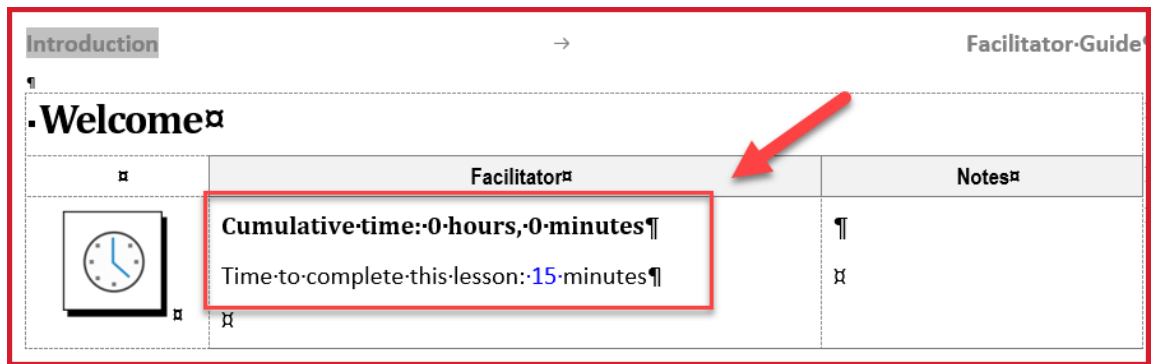 Introduction → Facilitator·Guide¶
¶
▪Welcome¤
¤ Facilitator¤ Notes¤
Cumulative·time:·0·hours,·0·minutes¶ ¶
Time·to·complete·this·lesson:·15·minutes¶ ¤
¤ ¤